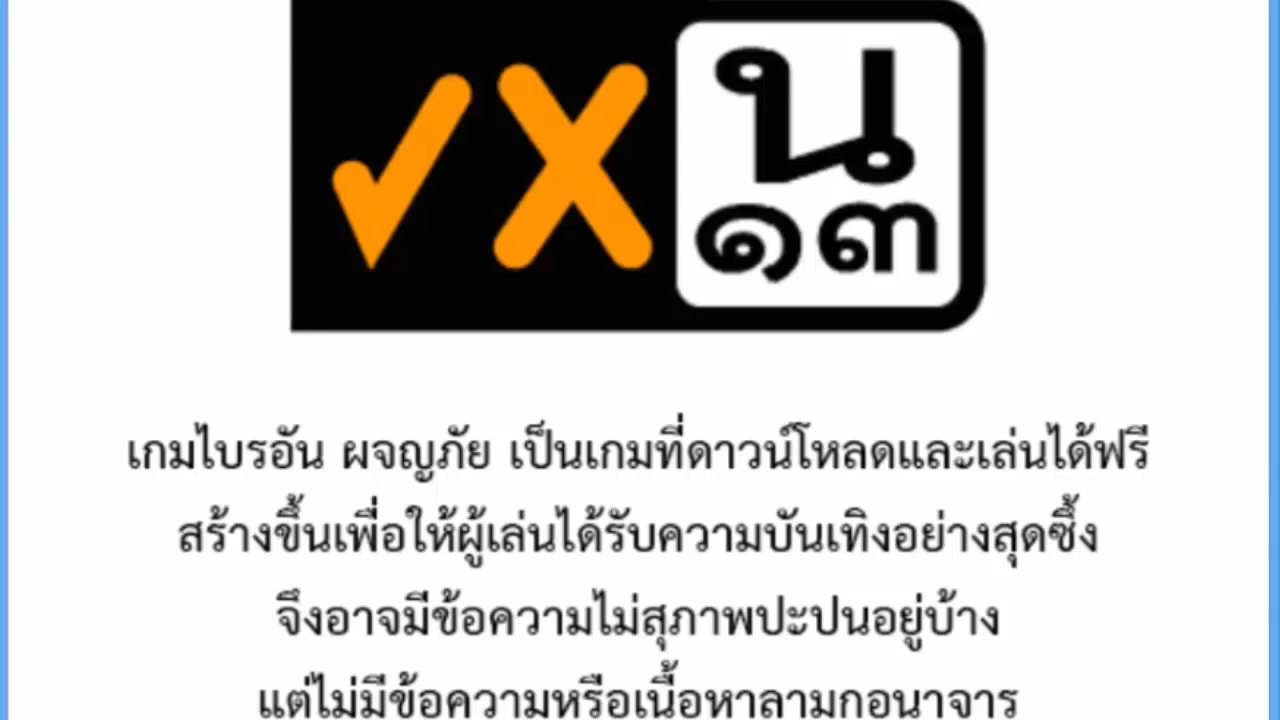 น
๑๓
เกมไบรอัน ผจญภัย เป็นเกมที่ดาวน์โหลดและเล่นได้ฟรี
สร้างขึ้นเพื่อให้ผู้เล่นได้รับความบันเทิงอย่างสุดซึ้ง
จึงอาจมีข้อความไม่สุภาพปะปนอยู่บ้าง
แต่ไม่มีข้อความหรือเนื้อหาลามกอนาจาร